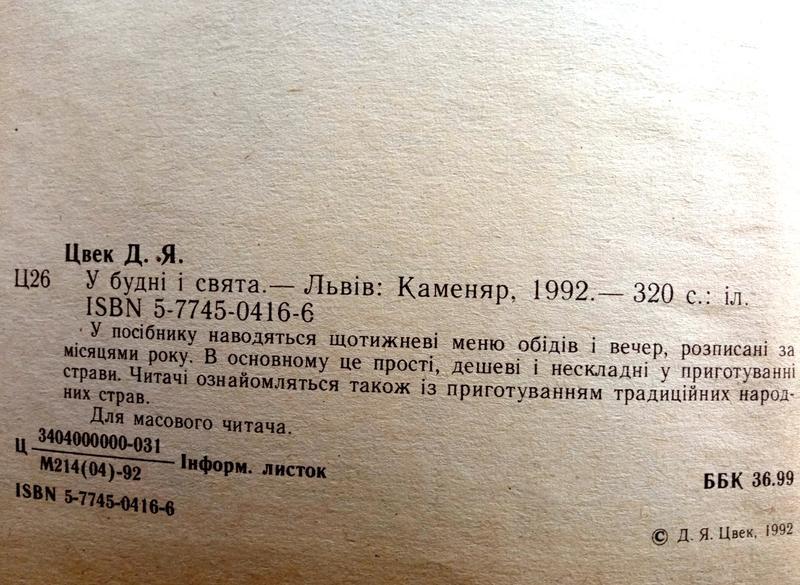 Цвек Д. Я.
Ц26 У будні і свята.— Львів: Каменяр, 1992.— 320 с.: іл.
ISBN 5-7745-0416-6
У посібнику наводяться щотижневі меню обідів і вечер, розписані за
місяцями року. В основному це прості, дешеві і нескладні у приготуванні
страви. Читачі ознайомляться також із приготуванням традиційних народ-
них страв.
Для масового читача.
Ц 3404000000-031
М214(04)-92 Інформ. листок
ББК 36.99
ISBN 5-7745-0416-6
© Д. Я. Цвек, 1992